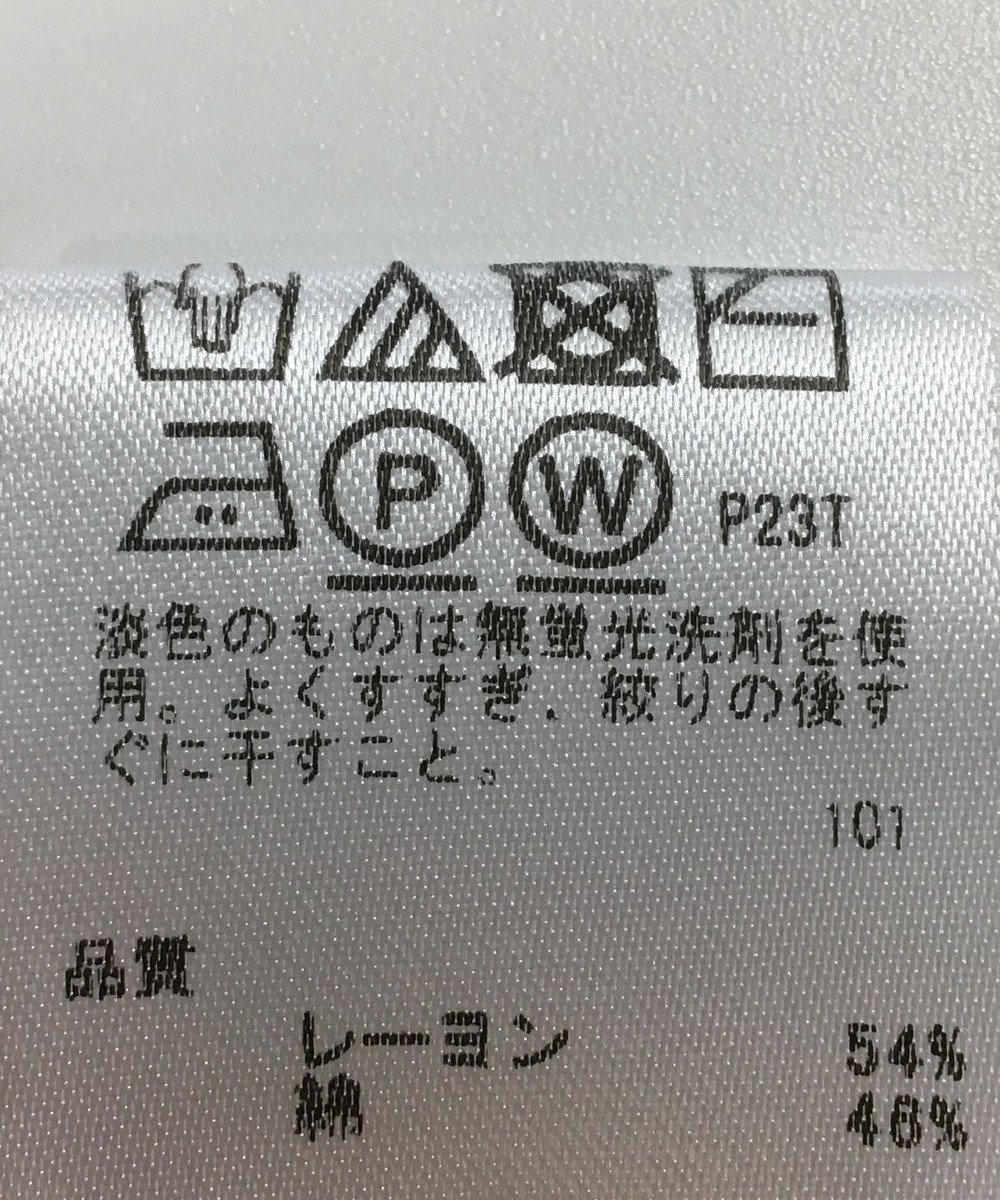 P W P23T
淡色のものは無蛍光洗剤を使
用。よくすすぎ、絞りの後す
ぐに干すこと。
101
品質
レーヨン 54%
綿 46%